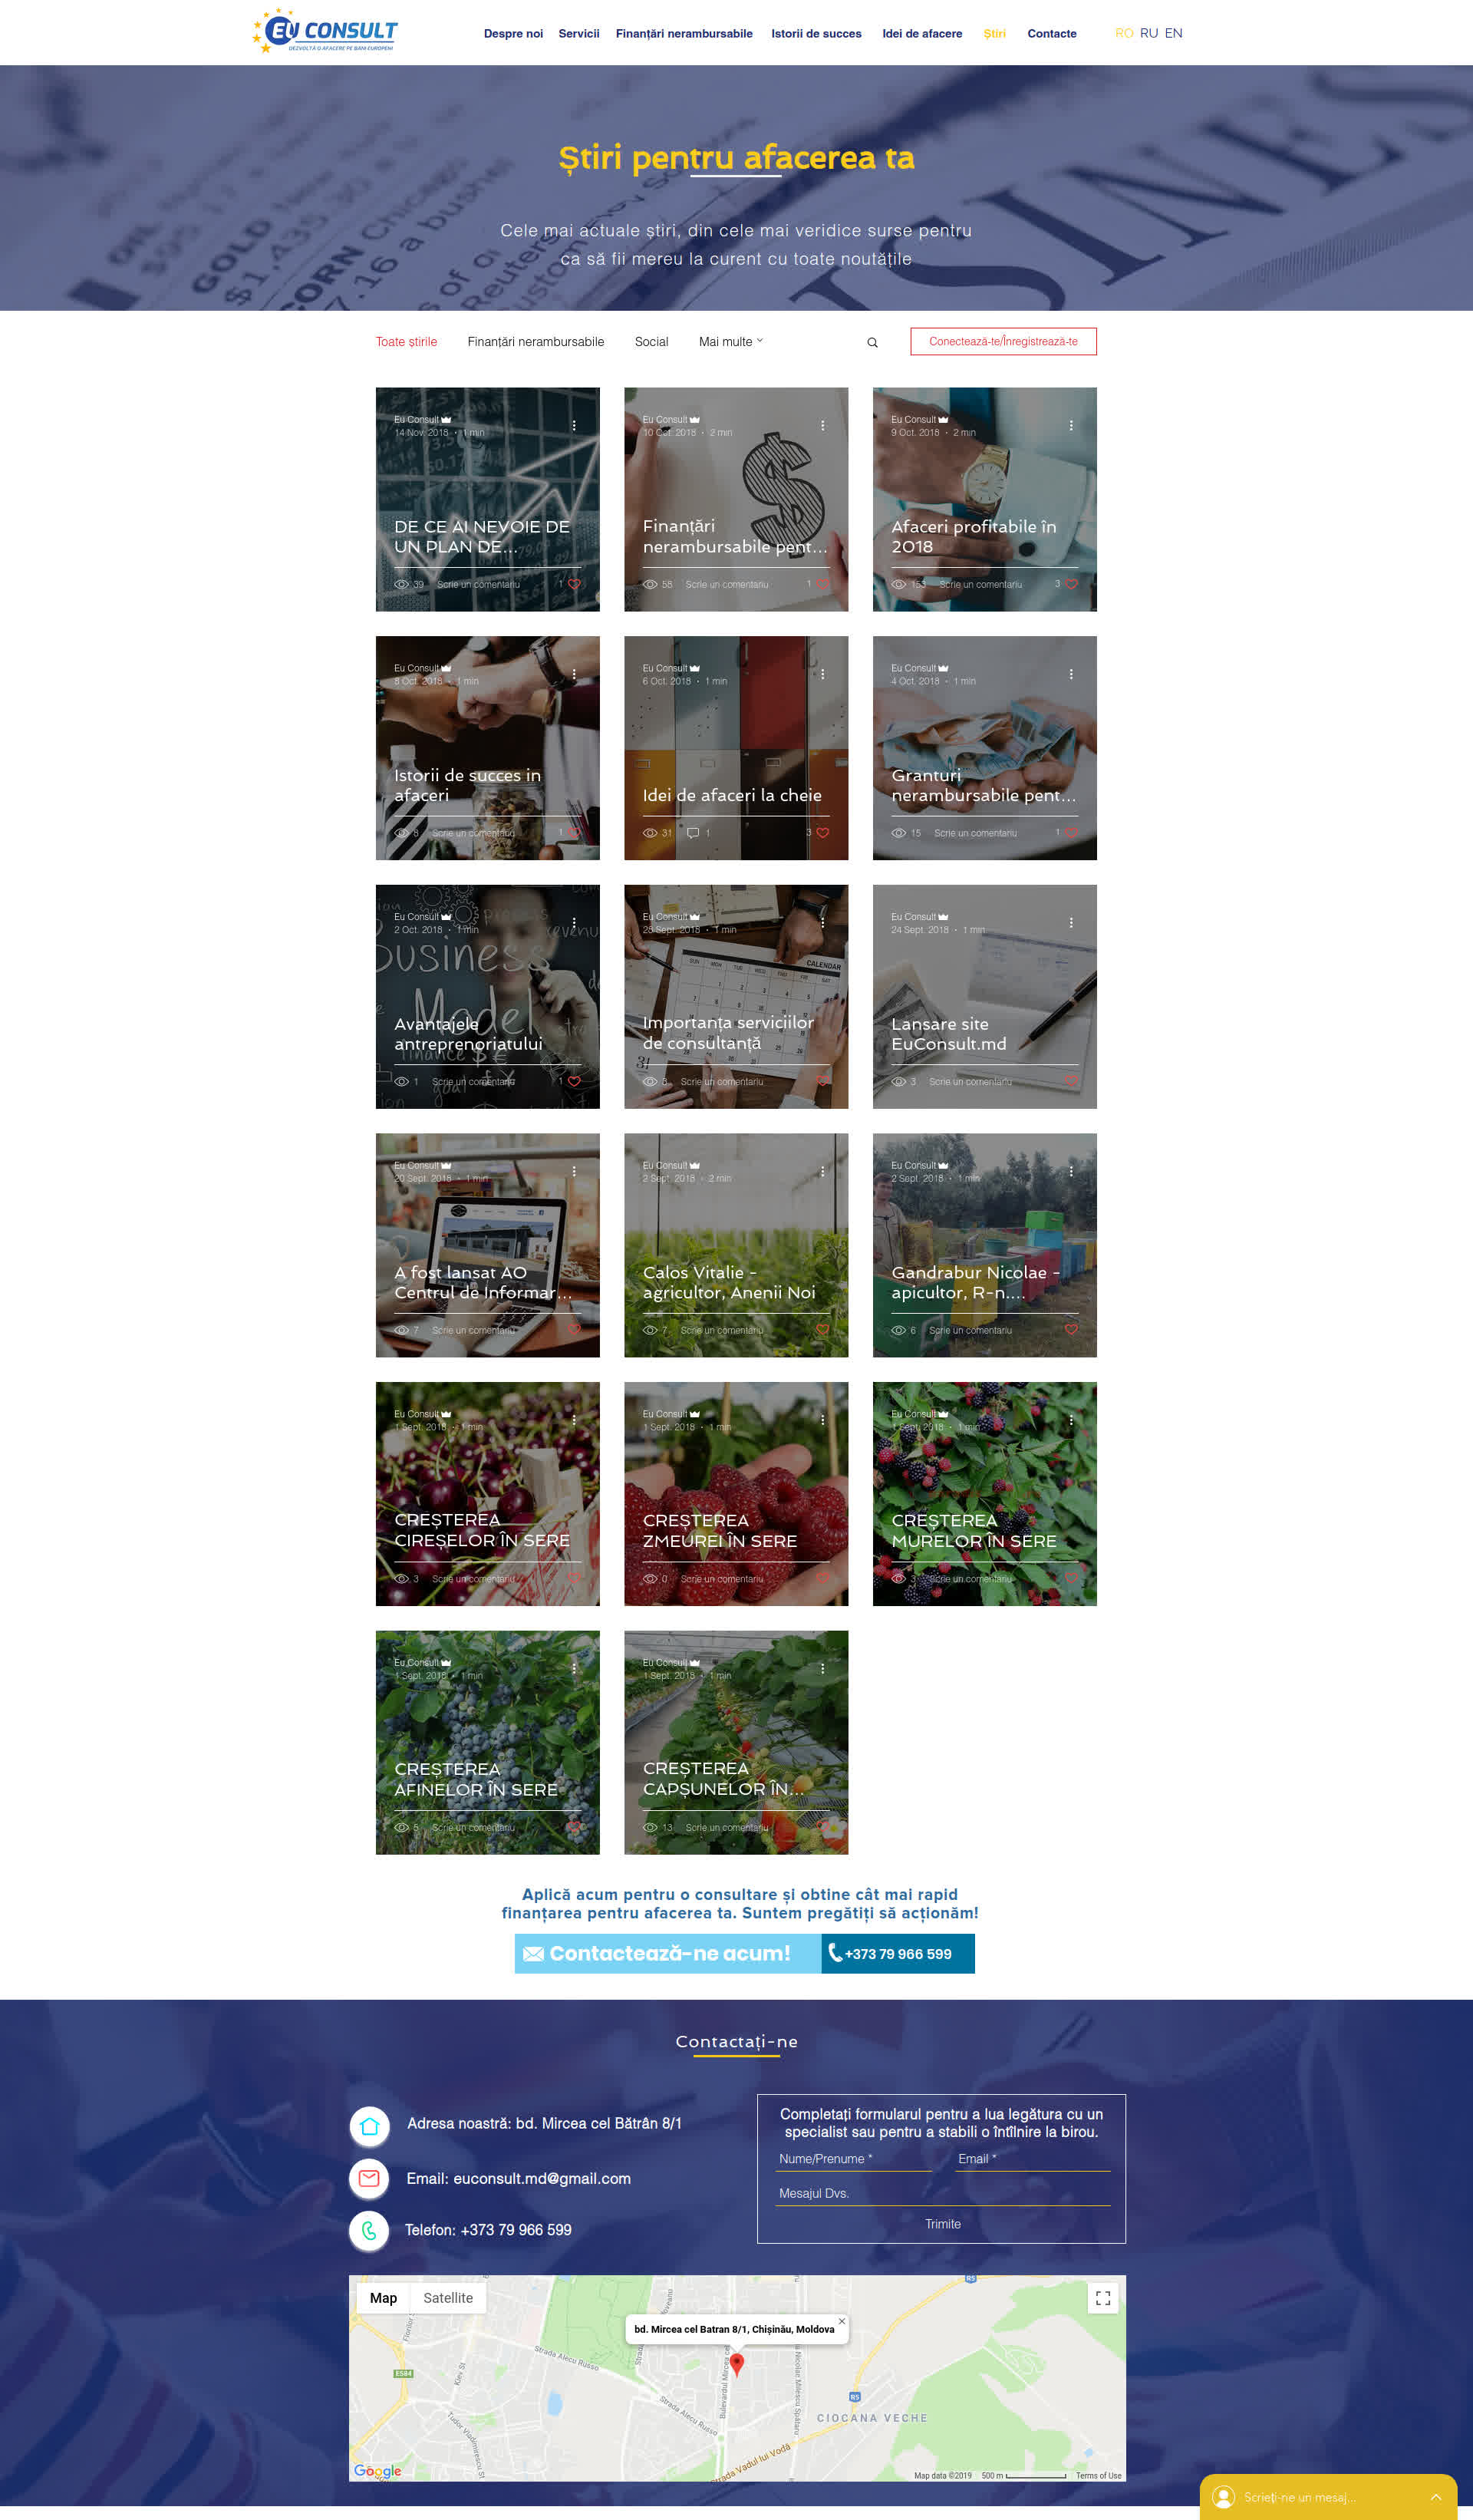 EU CONSULT
DEZVOLTĂ O AFACERE PE BANI EUROPENI
Despre noi
Servicii
Finanțări nerambursabile
Istorii de succes
Idei de afacere
Știri
Contacte
RO RU EN
Știri pentru afacerea ta
Cele mai actuale știri, din cele mai veridice surse pentru
ca să fii mereu la curent cu toate noutățile
Toate știrile
Finanțări nerambursabile
Social
Mai multe
Conectează-te/Înregistrează-te
Eu Consult
14 Nov. 2018 · 1 min
DE CE AI NEVOIE DE
UN PLAN DE...
39 Scrie un comentariu 1
Eu Consult
10 Oct. 2018 · 2 min
Finanțări
nerambursabile pent...
58 Scrie un comentariu 1
Eu Consult
9 Oct. 2018 · 2 min
Afaceri profitabile în
2018
153 Scrie un comentariu 3
Eu Consult
8 Oct. 2018 · 1 min
Istorii de succes in
afaceri
8 Scrie un comentariu 1
Eu Consult
6 Oct. 2018 · 1 min
Idei de afaceri la cheie
31 1 3
Eu Consult
4 Oct. 2018 · 1 min
Granturi
nerambursabile pent...
15 Scrie un comentariu 1
Eu Consult
2 Oct. 2018 · 1 min
Business
Model
Avantajele
antreprenoriatului
1 Scrie un comentariu 1
Eu Consult
28 Sept. 2018 · 1 min
CALENDAR
Importanța serviciilor
de consultanță
Scrie un comentariu
Eu Consult
24 Sept. 2018 · 1 min
Lansare site
EuConsult.md
3 Scrie un comentariu
Eu Consult
20 Sept. 2018 · 1 min
A fost lansat AO
Centrul de Informar...
7 Scrie un comentariu
Eu Consult
2 Sept. 2018 · 2 min
Calos Vitalie -
agricultor, Anenii Noi
7 Scrie un comentariu
Eu Consult
2 Sept. 2018 · 1 min
Gandrabur Nicolae -
apicultor, R-n....
6 Scrie un comentariu
Eu Consult
1 Sept. 2018 · 1 min
CREȘTEREA
CIREȘELOR ÎN SERE
3 Scrie un comentariu
Eu Consult
1 Sept. 2018 · 1 min
CREȘTEREA
ZMEUREI ÎN SERE
0 Scrie un comentariu
Eu Consult
1 Sept. 2018 · 1 min
CREȘTEREA
MURELOR ÎN SERE
3 Scrie un comentariu
Eu Consult
1 Sept. 2018 · 1 min
CREȘTEREA
AFINELOR ÎN SERE
5 Scrie un comentariu
Eu Consult
1 Sept. 2018 · 1 min
CREȘTEREA
CAPȘUNELOR ÎN...
13 Scrie un comentariu
Aplică acum pentru o consultare și obtine cât mai rapid
finanțarea pentru afacerea ta. Suntem pregătiți să acționăm!
Contactează-ne acum!
+373 79 966 599
Contactați-ne
Adresa noastră: bd. Mircea cel Bătrân 8/1
Email: euconsult.md@gmail.com
Telefon: +373 79 966 599
Completați formularul pentru a lua legătura cu un
specialist sau pentru a stabili o întîlnire la birou.
Nume/Prenume *
Email *
Mesajul Dvs.
Trimite
Map
Satellite
bd. Mircea cel Batran 8/1, Chișinău, Moldova
R5
E584
Kiev St
Strada Alecu Russo
Strada Alecu Russo
R5
CIOCANA VECHE
Strada Vadul lui Vodă
Google
Map data ©2019
500 m
Terms of Use
Scrieți-ne un mesaj...